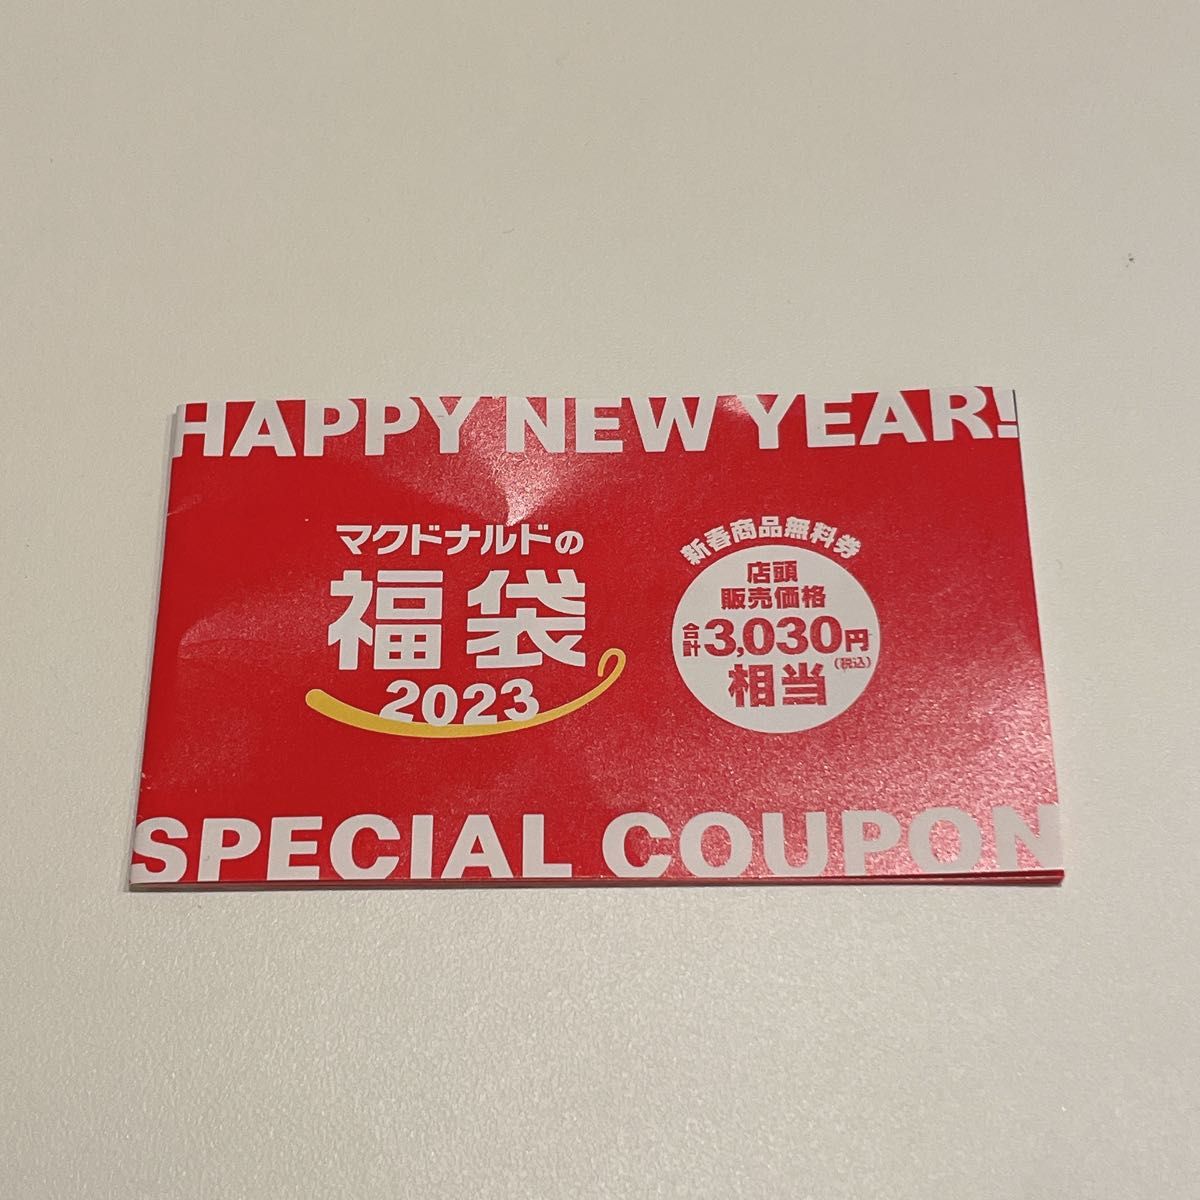 HAPPY NEW YEAR!
マクドナルドの
福袋
2023
新春商品無料券
店頭
販売価格
合計3,030円
(税込)
相当
SPECIAL COUPON